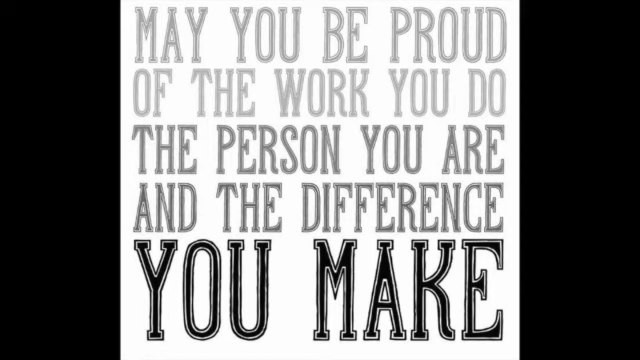 MAY YOU BE PROUD
OF THE WORK YOU DO
THE PERSON YOU ARE
AND THE DIFFERENCE
YOU MAKE